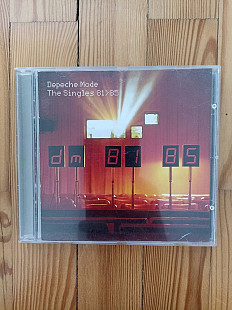 Depeche Mode
The Singles 81>85
dm 81 85